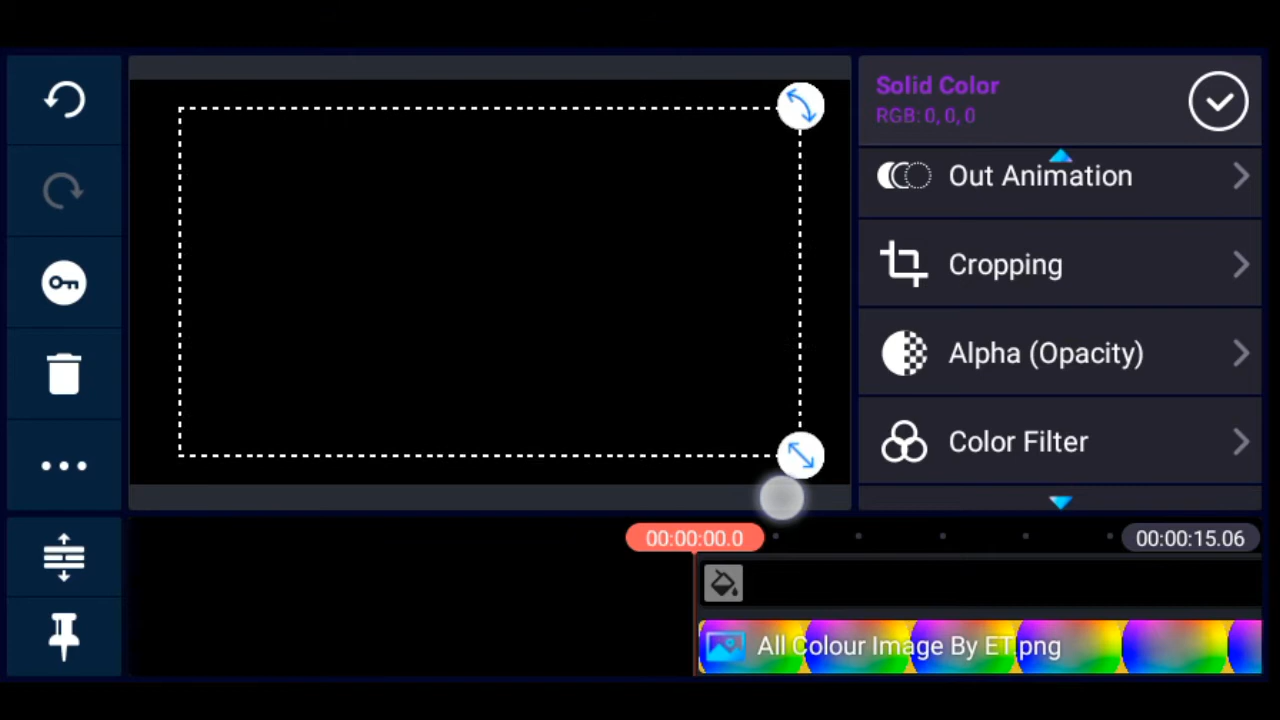 Solid Color
RGB: 0, 0, 0
Out Animation
Cropping
Alpha (Opacity)
Color Filter
00:00:00.0
00:00:15.06
All Colour Image By ET.png